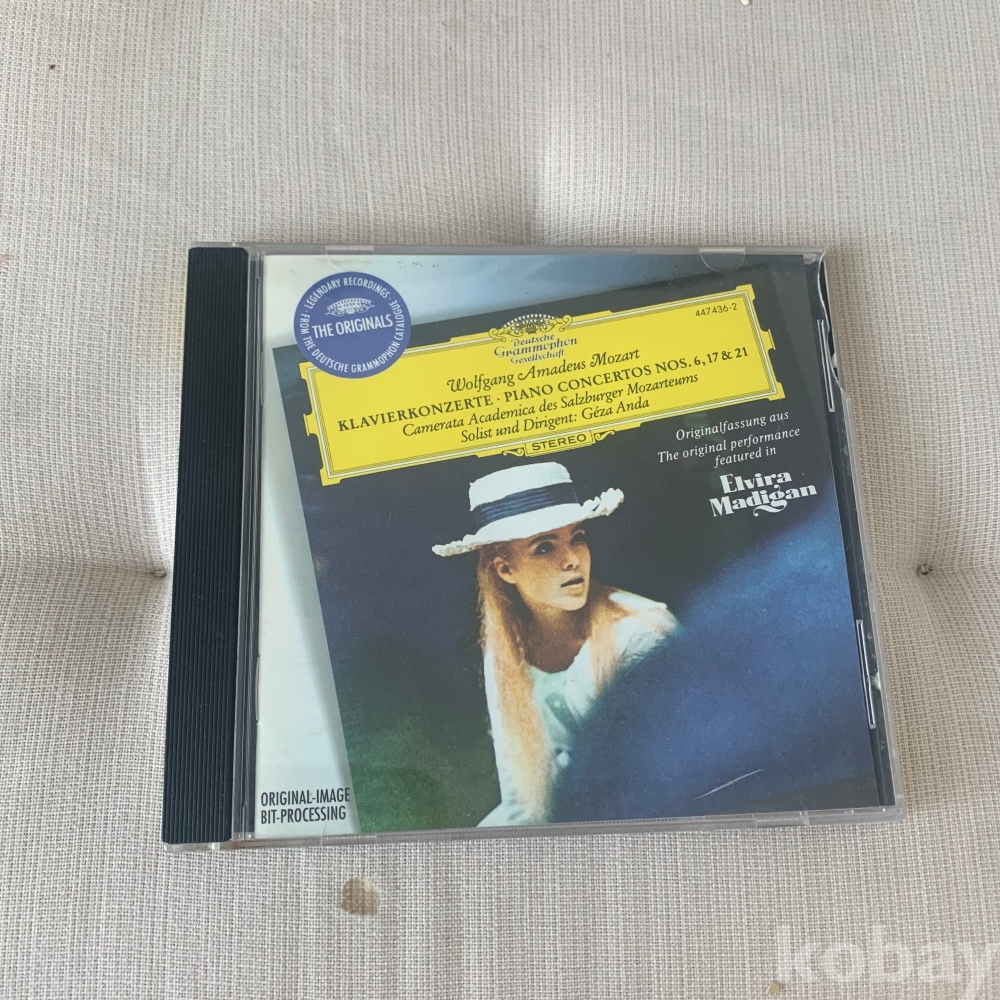 · LEGENDARY RECORDINGS ·
THE ORIGINALS
FROM THE DEUTSCHE GRAMMOPHON CATALOGUE
447 436-2
Deutsche
Grammophon
Gesellschaft
Wolfgang Amadeus Mozart
KLAVIERKONZERTE · PIANO CONCERTOS NOS. 6, 17 & 21
Camerata Academica des Salzburger Mozarteums
Solist und Dirigent: Géza Anda
STEREO
Originalfassung aus
The original performance
featured in
Elvira
Madigan
ORIGINAL-IMAGE
BIT-PROCESSING
kobay